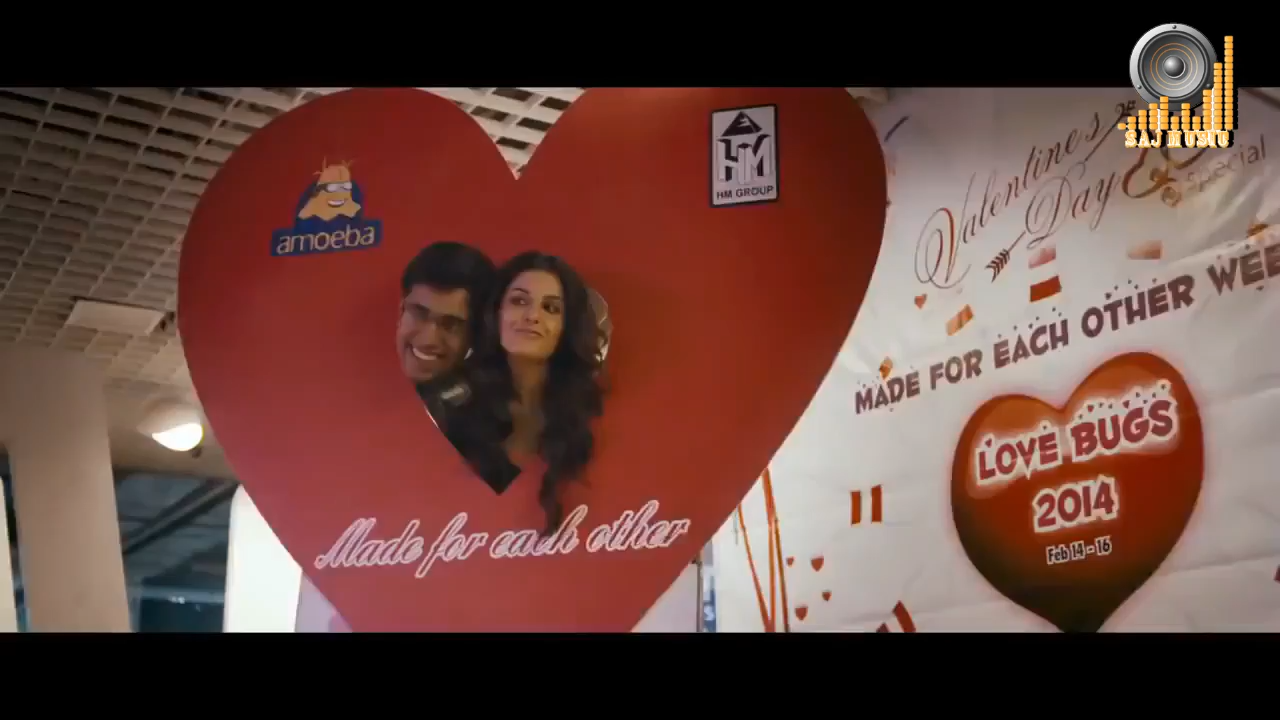 SAJ MUSIC
amoeba
HM
HM GROUP
Valentine's
Day
Special
MADE FOR EACH OTHER WEE
LOVE BUGS
2014
Feb 14 - 16
Made for each other